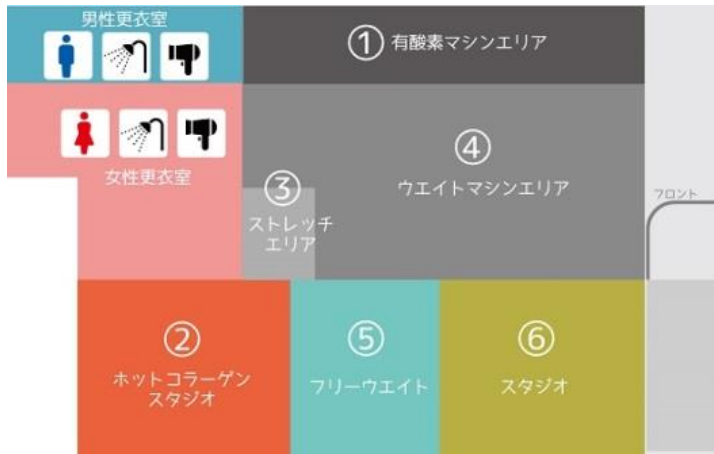 男性更衣室
① 有酸素マシンエリア
女性更衣室
④
ウエイトマシンエリア
③
ストレッチ
エリア
フロント
②
ホットコラーゲン
スタジオ
⑤
フリーウエイト
⑥
スタジオ